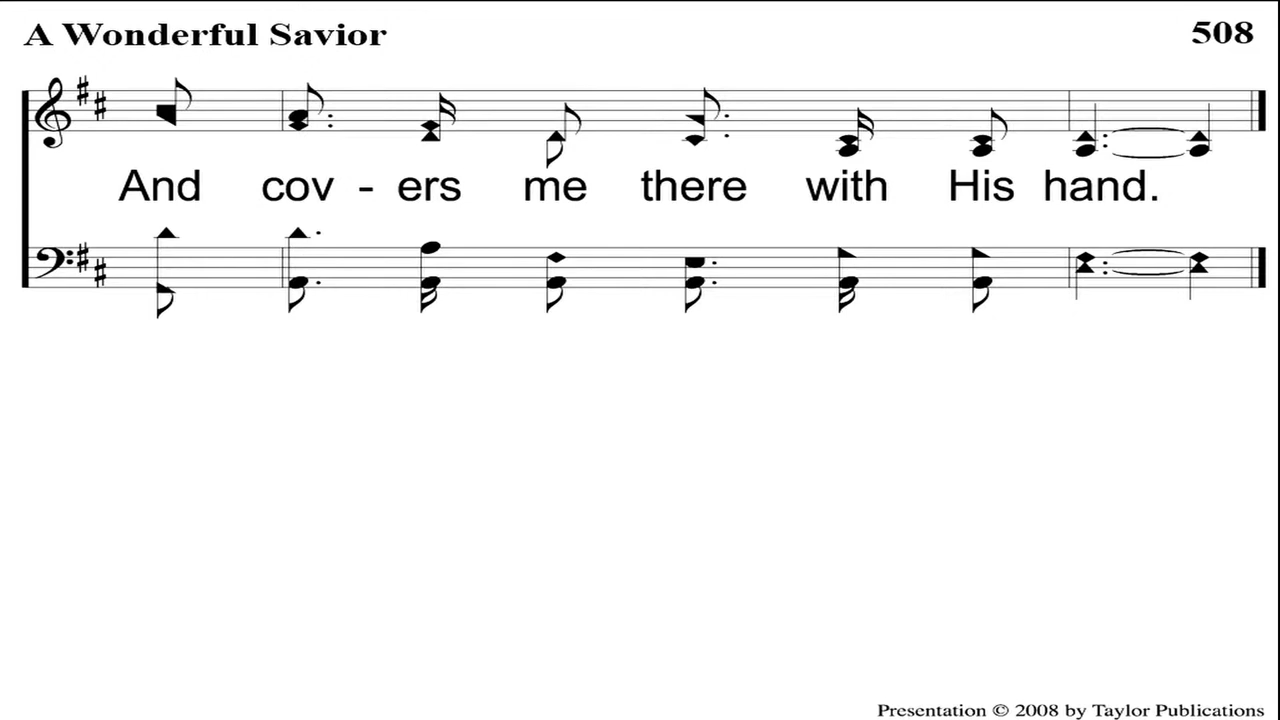 A Wonderful Savior 508
And cov - ers me there with His hand.
Presentation © 2008 by Taylor Publications